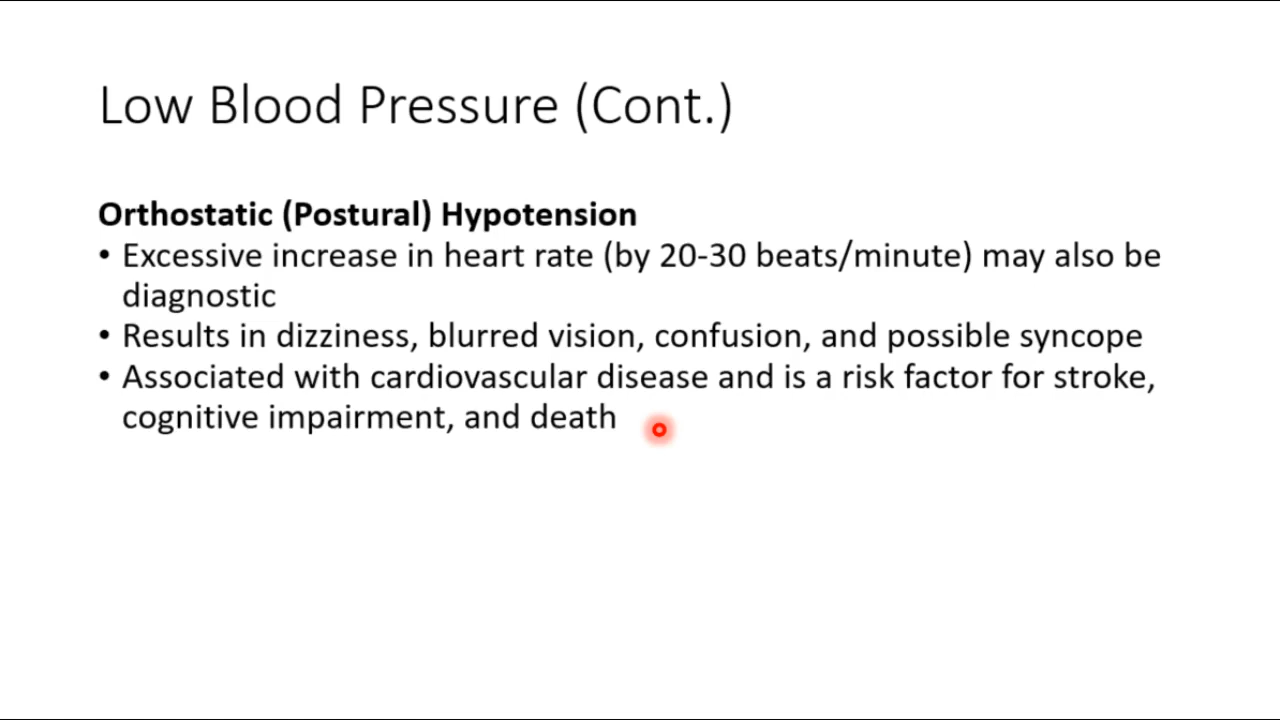 Low Blood Pressure (Cont.)
Orthostatic (Postural) Hypotension
• Excessive increase in heart rate (by 20-30 beats/minute) may also be
diagnostic
• Results in dizziness, blurred vision, confusion, and possible syncope
• Associated with cardiovascular disease and is a risk factor for stroke,
cognitive impairment, and death